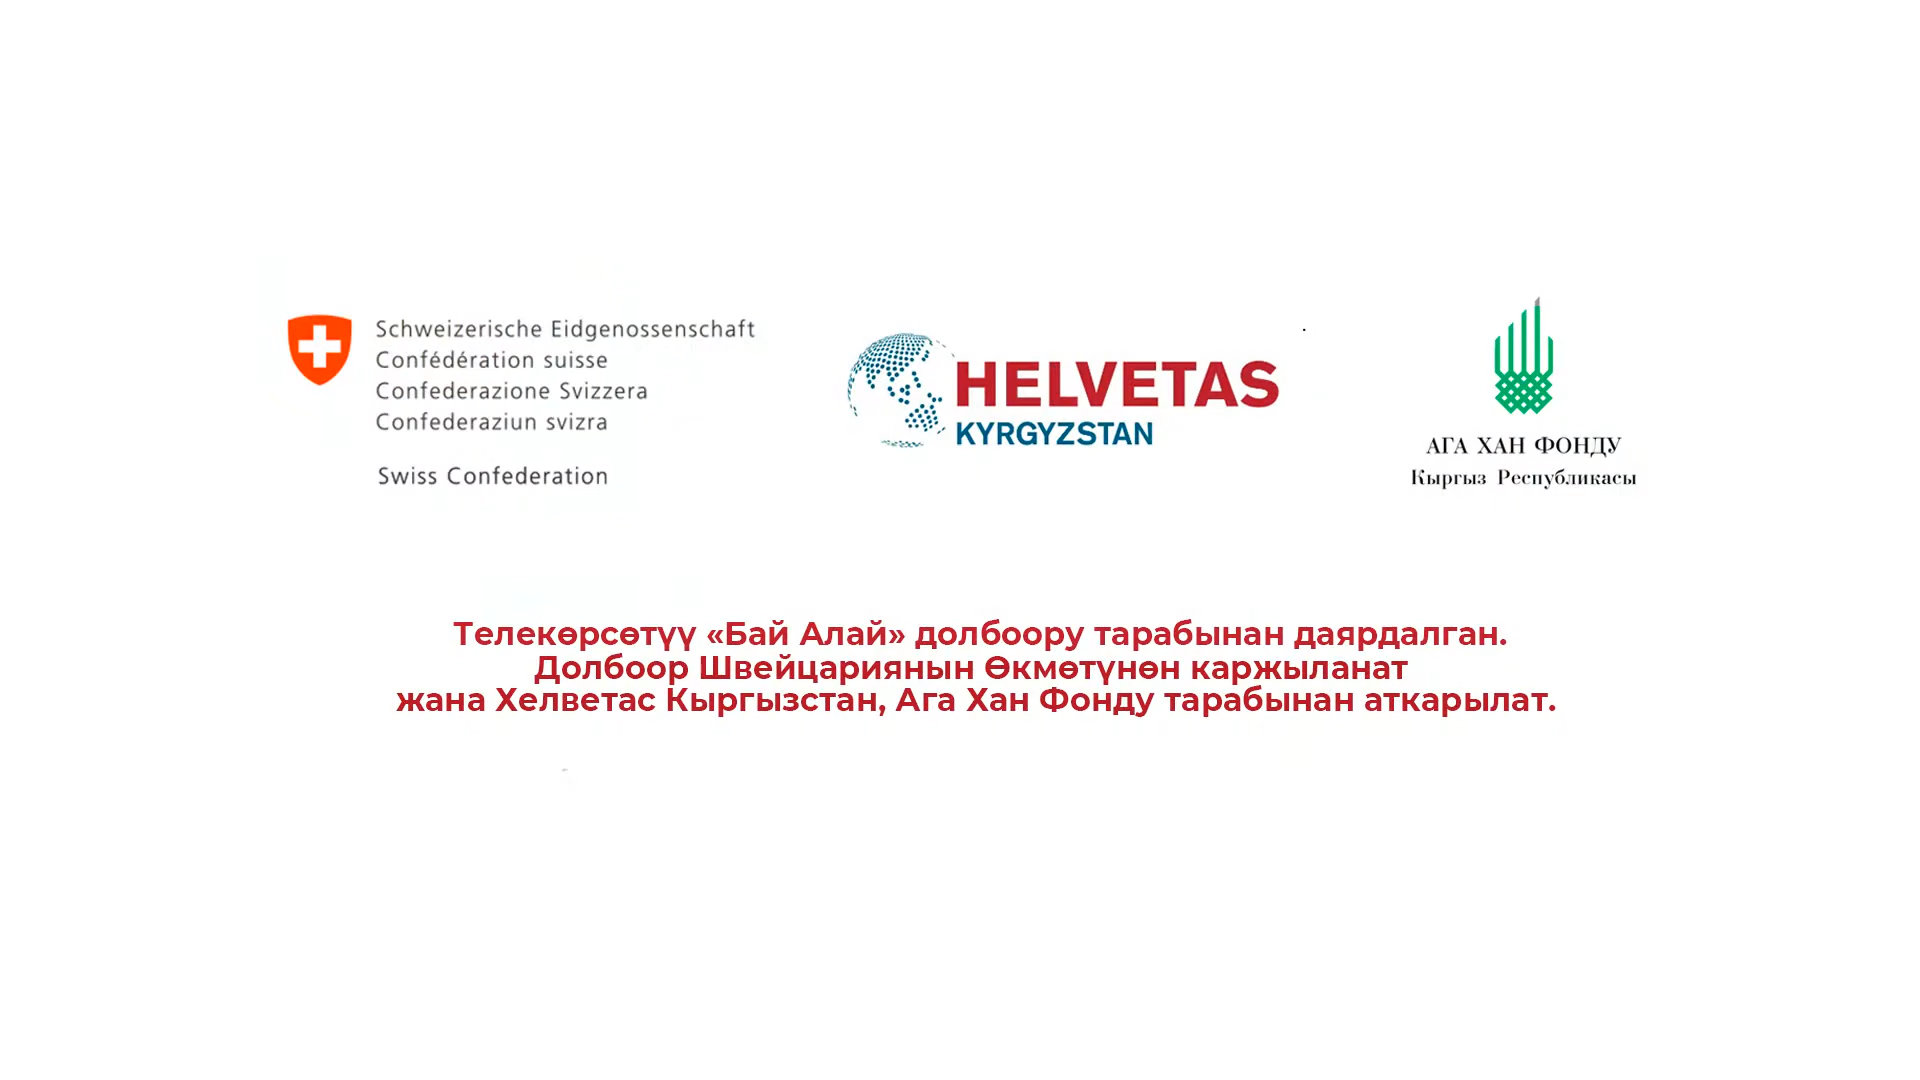 Schweizerische Eidgenossenschaft
Confédération suisse
Confederazione Svizzera
Confederaziun svizra
Swiss Confederation
HELVETAS
KYRGYZSTAN
АГА ХАН ФОНДУ
Кыргыз Республикасы
Телекөрсөтүү «Бай Алай» долбоору тарабынан даярдалган.
Долбоор Швейцариянын Өкмөтүнөн каржыланат
жана Хелветас Кыргызстан, Ага Хан Фонду тарабынан аткарылат.